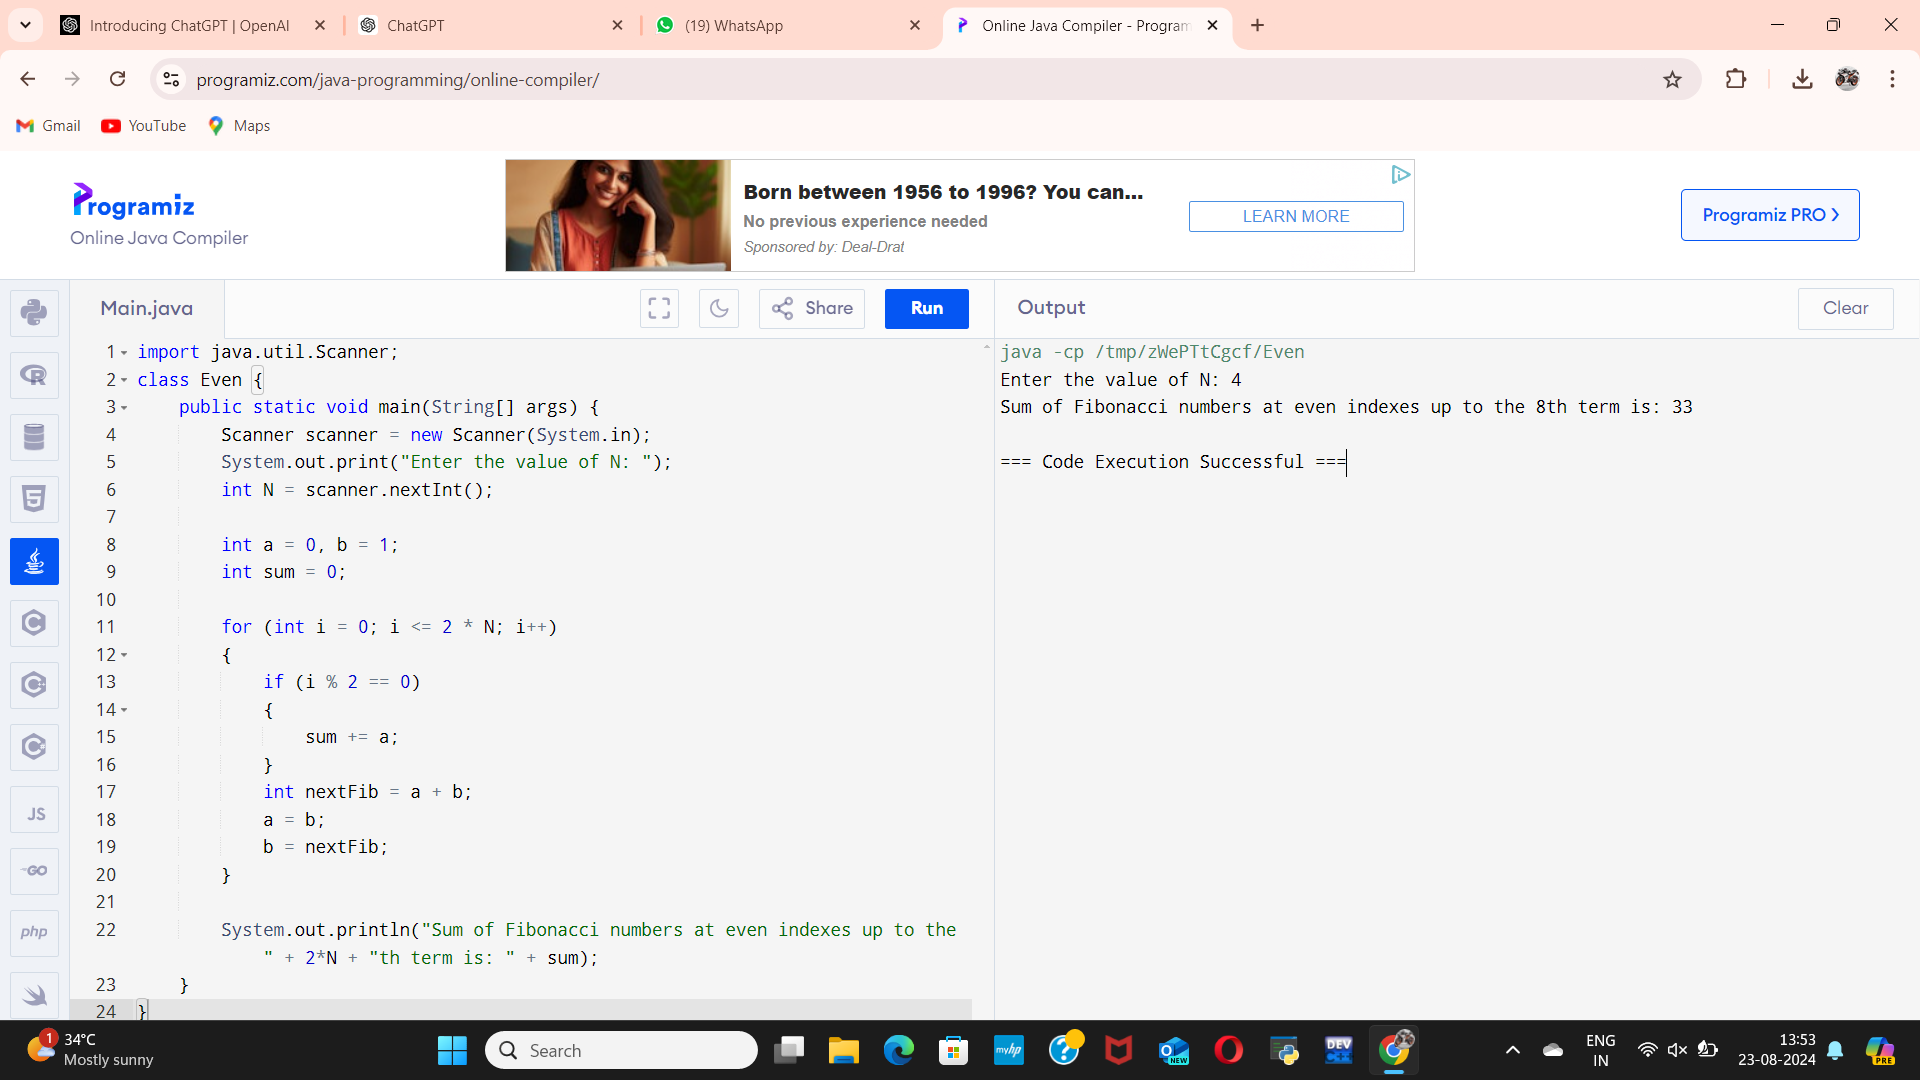 Introducing ChatGPT | OpenAI
ChatGPT
(19) WhatsApp
Online Java Compiler - Program
programiz.com/java-programming/online-compiler/
Gmail
YouTube
Maps
Programiz
Online Java Compiler
Born between 1956 to 1996? You can...
No previous experience needed
Sponsored by: Deal-Drat
LEARN MORE
Programiz PRO >
Main.java
Share
Run
Output
Clear
1 import java.util.Scanner;
2 class Even {
3 public static void main(String[] args) {
4 Scanner scanner = new Scanner(System.in);
5 System.out.print("Enter the value of N: ");
6 int N = scanner.nextInt();
7
8 int a = 0, b = 1;
9 int sum = 0;
10
11 for (int i = 0; i <= 2 * N; i++)
12 {
13 if (i % 2 == 0)
14 {
15 sum += a;
16 }
17 int nextFib = a + b;
18 a = b;
19 b = nextFib;
20 }
21
22 System.out.println("Sum of Fibonacci numbers at even indexes up to the
" + 2*N + "th term is: " + sum);
23 }
24 }
java -cp /tmp/zWePTtCgcf/Even
Enter the value of N: 4
Sum of Fibonacci numbers at even indexes up to the 8th term is: 33
=== Code Execution Successful ===
JS
GO
php
1
34°C
Mostly sunny
Search
myhp
NEW
DEV
C++
ENG
IN
13:53
23-08-2024
PRE